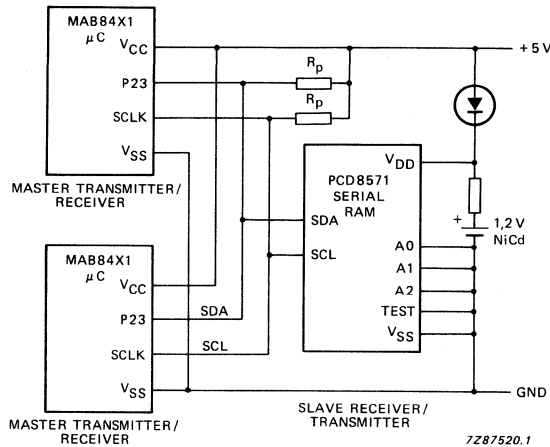 MAB84X1
μC
VCC
P23
SCLK
VSS
MASTER TRANSMITTER/
RECEIVER
Rp
Rp
+5V
PCD8571
SERIAL
RAM
VDD
SDA
SCL
A0
A1
A2
TEST
VSS
+
1,2 V
NiCd
MAB84X1
μC
VCC
P23
SDA
SCLK
SCL
VSS
MASTER TRANSMITTER/
RECEIVER
GND
SLAVE RECEIVER/
TRANSMITTER
7Z87520.1